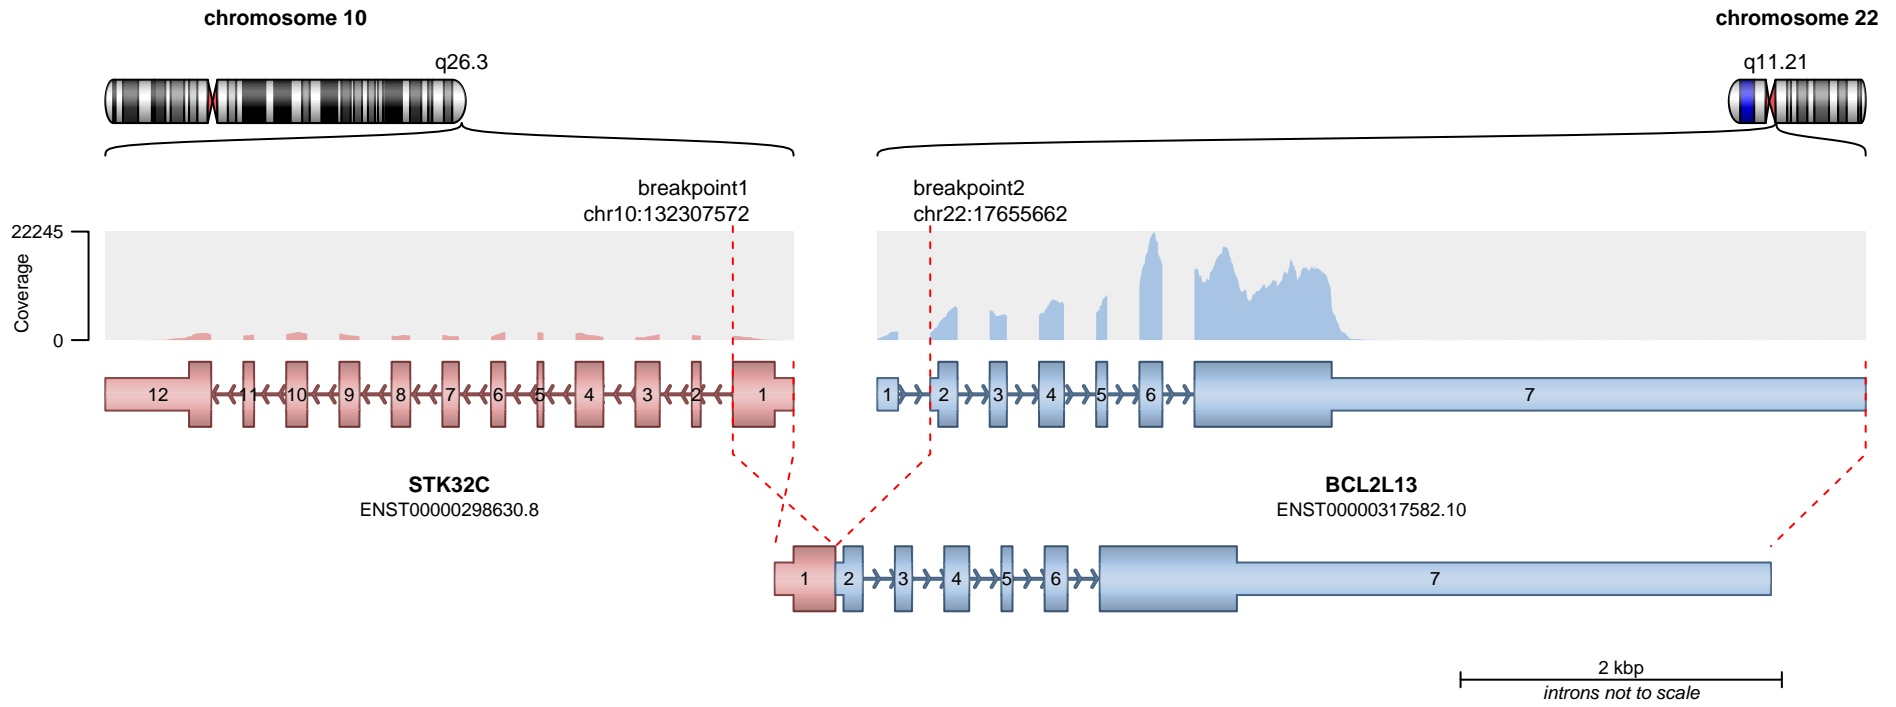 chromosome 10
chromosome 22
q26.3
q11.21
breakpoint1
chr10:132307572
breakpoint2
chr22:17655662
22245
Coverage
0
12 11 10 9 8 7 6 5 4 3 2 1
1 2 3 4 5 6 7
STK32C
ENST00000298630.8
BCL2L13
ENST00000317582.10
1 2 3 4 5 6 7
2 kbp
introns not to scale